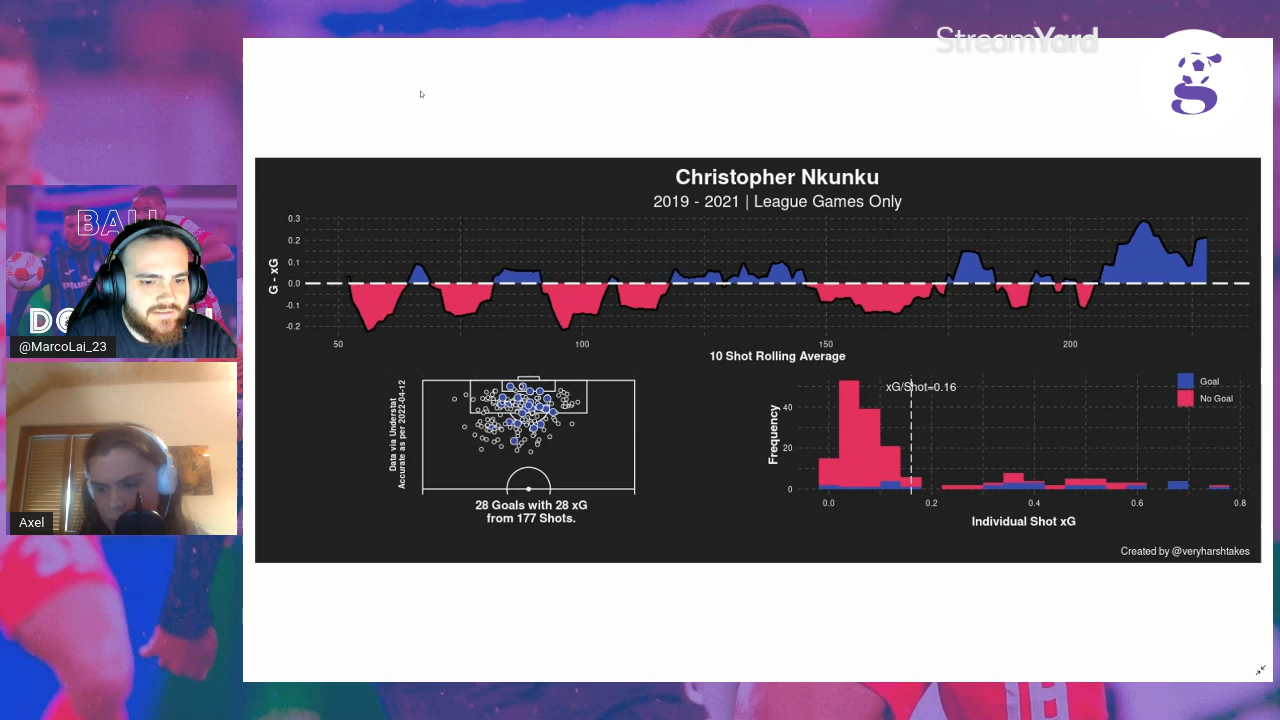 StreamYard
g
Christopher Nkunku
2019 - 2021 | League Games Only
G - xG
0.3
0.2
0.1
0.0
-0.1
-0.2
50
100
150
200
10 Shot Rolling Average
Data via Understat
Accurate as per 2022-04-12
28 Goals with 28 xG
from 177 Shots.
xG/Shot=0.16
Goal
No Goal
Frequency
40
20
0
0.0
0.2
0.4
0.6
0.8
Individual Shot xG
Created by @veryharshtakes
BALL
@MarcoLai_23
Axel